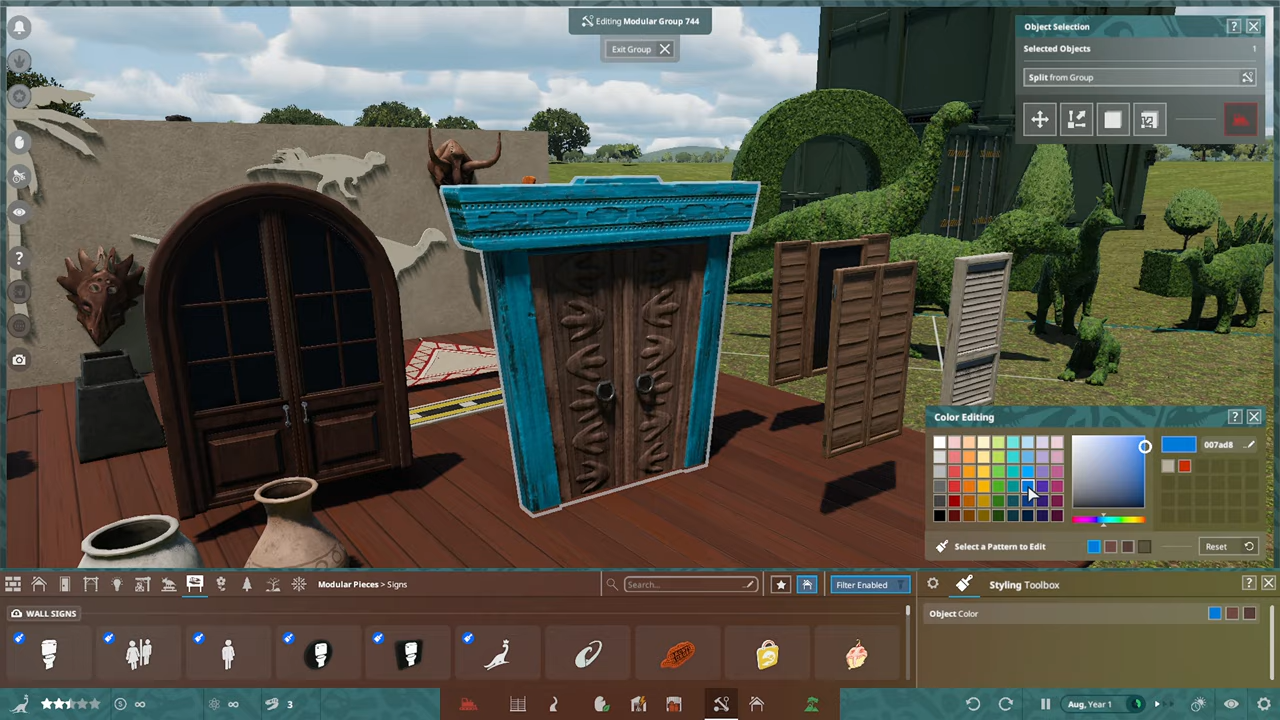 Editing Modular Group 744
Exit Group
Object Selection
?
Selected Objects
1
Split from Group
12
Color Editing
?
007ad8
Select a Pattern to Edit
Reset
Modular Pieces > Signs
Search...
Filter Enabled
Styling Toolbox
?
WALL SIGNS
Object Color
3
Aug, Year 1